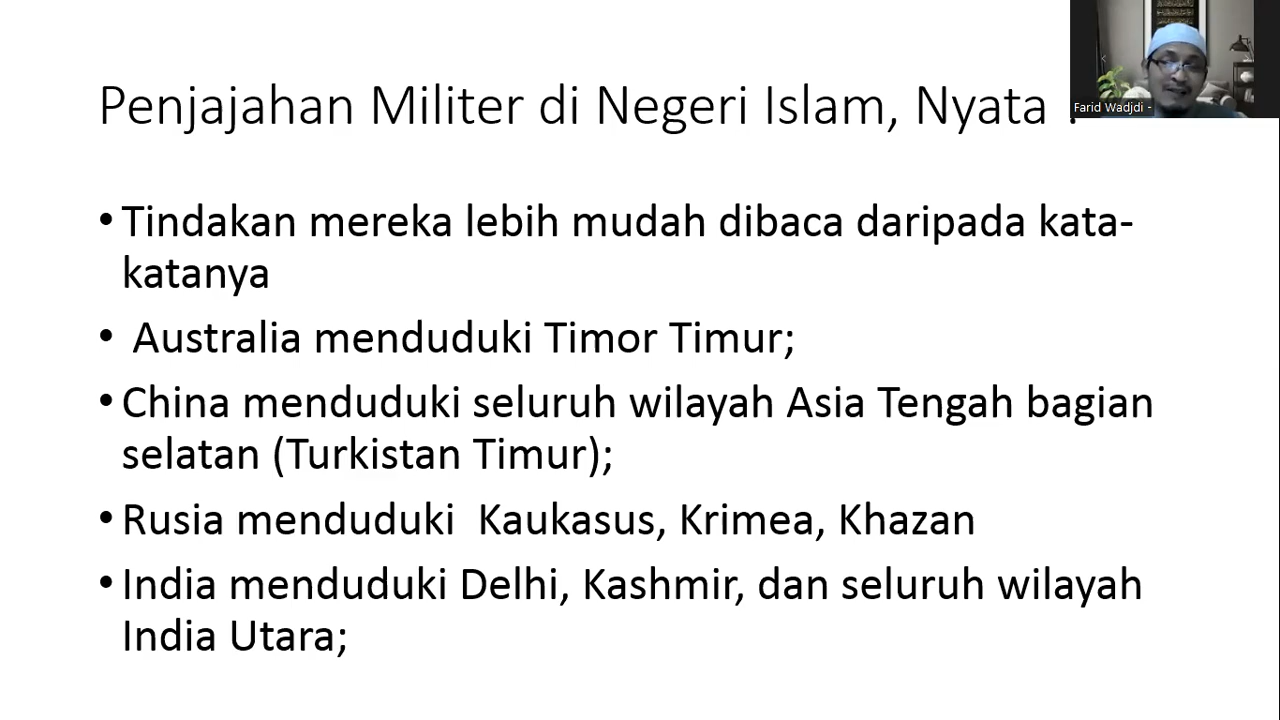 Penjajahan Militer di Negeri Islam, Nyata
Farid Wadjdi -
• Tindakan mereka lebih mudah dibaca daripada kata-
katanya
• Australia menduduki Timor Timur;
• China menduduki seluruh wilayah Asia Tengah bagian
selatan (Turkistan Timur);
• Rusia menduduki Kaukasus, Krimea, Khazan
• India menduduki Delhi, Kashmir, dan seluruh wilayah
India Utara;